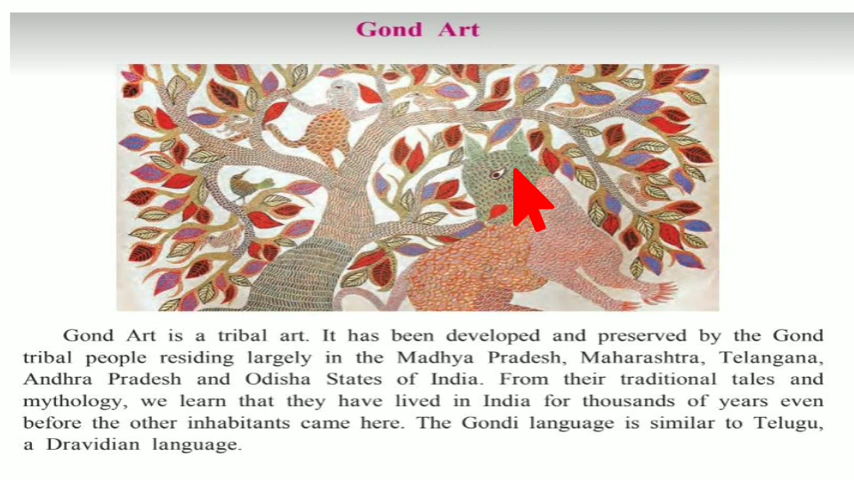 Gond Art
Gond Art is a tribal art. It has been developed and preserved by the Gond
tribal people residing largely in the Madhya Pradesh, Maharashtra, Telangana,
Andhra Pradesh and Odisha States of India. From their traditional tales and
mythology, we learn that they have lived in India for thousands of years even
before the other inhabitants came here. The Gondi language is similar to Telugu,
a Dravidian language.